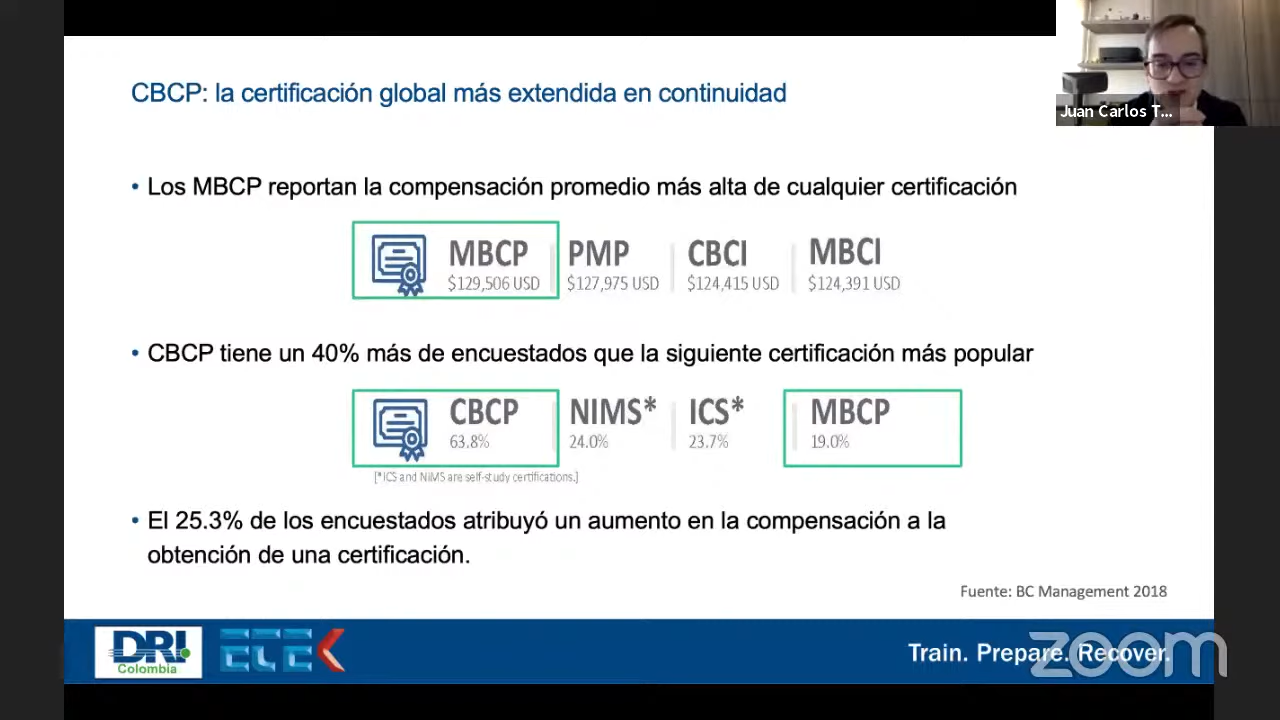 CBCP: la certificación global más extendida en continuidad
Juan Carlos T...
• Los MBCP reportan la compensación promedio más alta de cualquier certificación
MBCP PMP CBCI MBCI
$129,506 USD $127,975 USD $124,415 USD $124,391 USD
• CBCP tiene un 40% más de encuestados que la siguiente certificación más popular
CBCP NIMS* ICS* MBCP
63.8% 24.0% 23.7% 19.0%
[*ICS and NiMS are self-study certifications.]
• El 25.3% de los encuestados atribuyó un aumento en la compensación a la
obtención de una certificación.
Fuente: BC Management 2018
DRI
Colombia
ETEK
Train. Prepare. Recover.
zoom